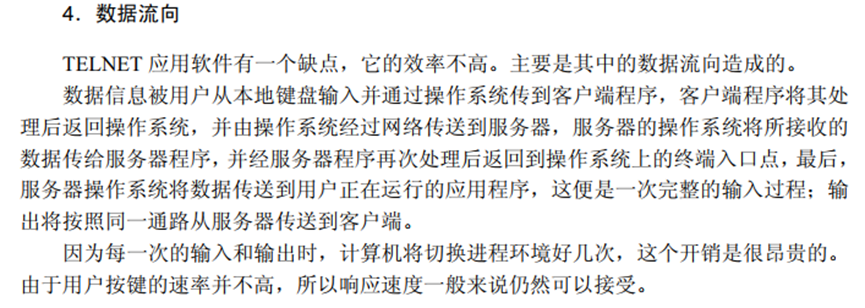 4．数据流向
TELNET 应用软件有一个缺点，它的效率不高。主要是其中的数据流向造成的。
数据信息被用户从本地键盘输入并通过操作系统传到客户端程序，客户端程序将其处
理后返回操作系统，并由操作系统经过网络传送到服务器，服务器的操作系统将所接收的
数据传给服务器程序，并经服务器程序再次处理后返回到操作系统上的终端入口点，最后，
服务器操作系统将数据传送到用户正在运行的应用程序，这便是一次完整的输入过程；输
出将按照同一通路从服务器传送到客户端。
因为每一次的输入和输出时，计算机将切换进程环境好几次，这个开销是很昂贵的。
由于用户按键的速率并不高，所以响应速度一般来说仍然可以接受。